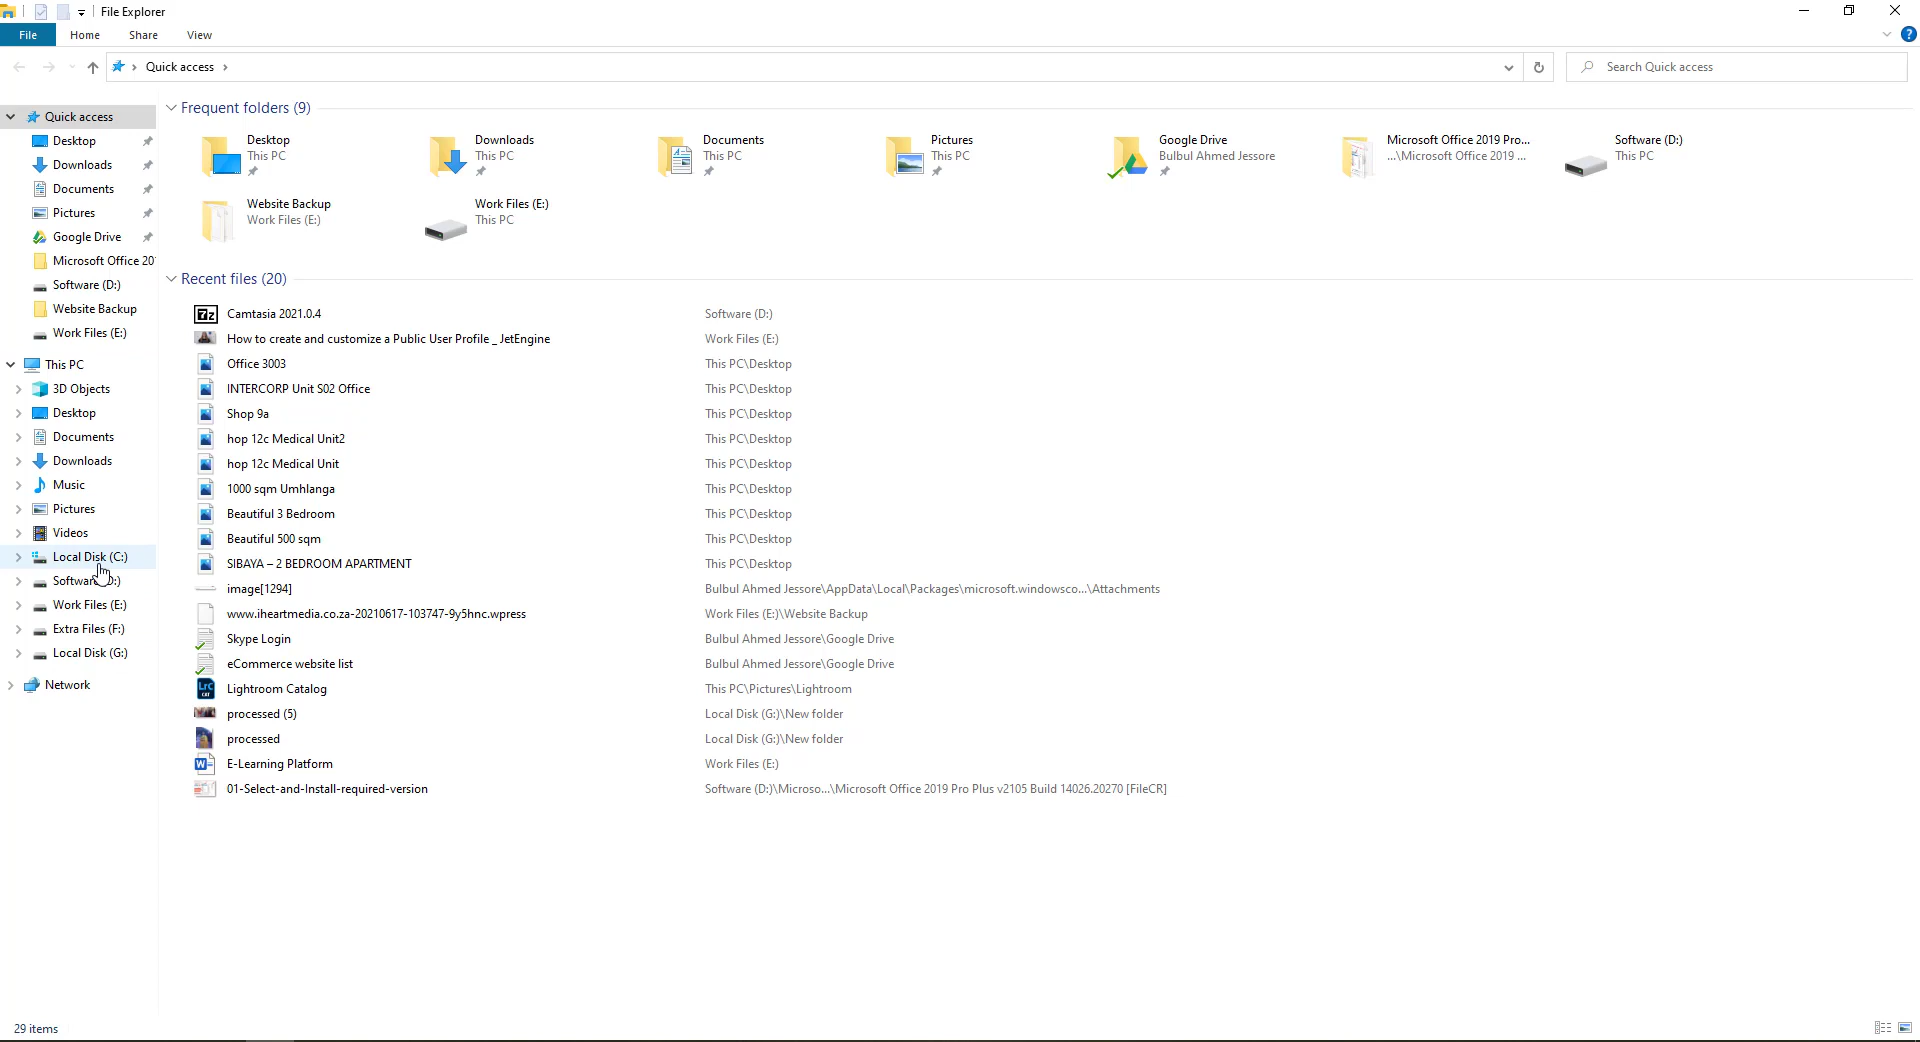 File Explorer
File Home Share View
?
Quick access
Search Quick access
Quick access
Desktop
Downloads
Documents
Pictures
Google Drive
Microsoft Office 20
Software (D:)
Website Backup
Work Files (E:)
This PC
3D Objects
Desktop
Documents
Downloads
Music
Pictures
Videos
Local Disk (C:)
Software D:)
Work Files (E:)
Extra Files (F:)
Local Disk (G:)
Network
Frequent folders (9)
Desktop
This PC
Downloads
This PC
Documents
This PC
Pictures
This PC
Google Drive
Bulbul Ahmed Jessore
Microsoft Office 2019 Pro...
...\Microsoft Office 2019 ...
Software (D:)
This PC
Website Backup
Work Files (E:)
Work Files (E:)
This PC
Recent files (20)
7z Camtasia 2021.0.4 Software (D:)
How to create and customize a Public User Profile _ JetEngine Work Files (E:)
Office 3003 This PC\Desktop
INTERCORP Unit S02 Office This PC\Desktop
Shop 9a This PC\Desktop
hop 12c Medical Unit2 This PC\Desktop
hop 12c Medical Unit This PC\Desktop
1000 sqm Umhlanga This PC\Desktop
Beautiful 3 Bedroom This PC\Desktop
Beautiful 500 sqm This PC\Desktop
SIBAYA – 2 BEDROOM APARTMENT This PC\Desktop
image[1294] Bulbul Ahmed Jessore\AppData\Local\Packages\microsoft.windowsco...\Attachments
www.iheartmedia.co.za-20210617-103747-9y5hnc.wpress Work Files (E:)\Website Backup
Skype Login Bulbul Ahmed Jessore\Google Drive
eCommerce website list Bulbul Ahmed Jessore\Google Drive
LrC CAT Lightroom Catalog This PC\Pictures\Lightroom
processed (5) Local Disk (G:)\New folder
processed Local Disk (G:)\New folder
W E-Learning Platform Work Files (E:)
01-Select-and-Install-required-version Software (D:)\Microso...\Microsoft Office 2019 Pro Plus v2105 Build 14026.20270 [FileCR]
29 items